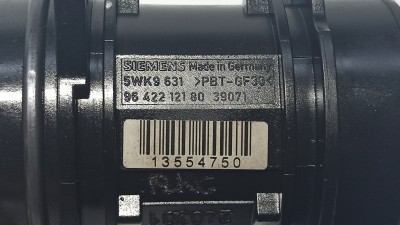 SIEMENS Made in Germany
5WK9 631 >PBT-GF30<
96 422 121 80 39071
13554750